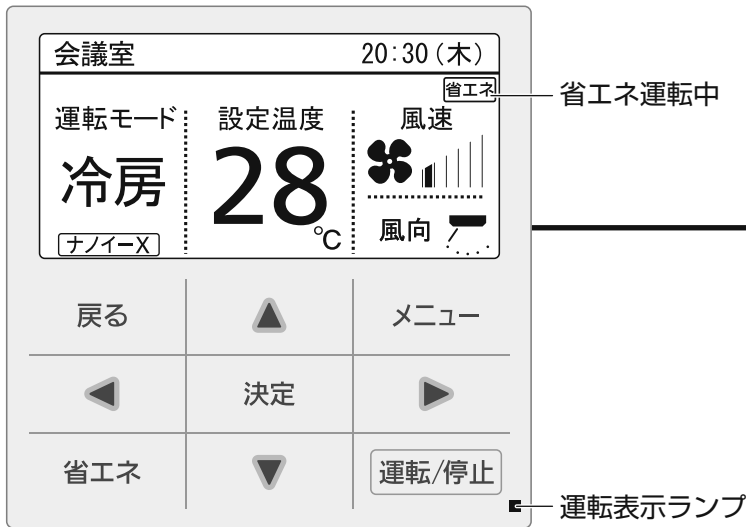 会議室 20:30(木)
省エネ
省エネ運転中
運転モード 設定温度 風速
冷房 28℃
風向
ナノイーX
戻る メニュー
決定
省エネ 運転/停止
運転表示ランプ